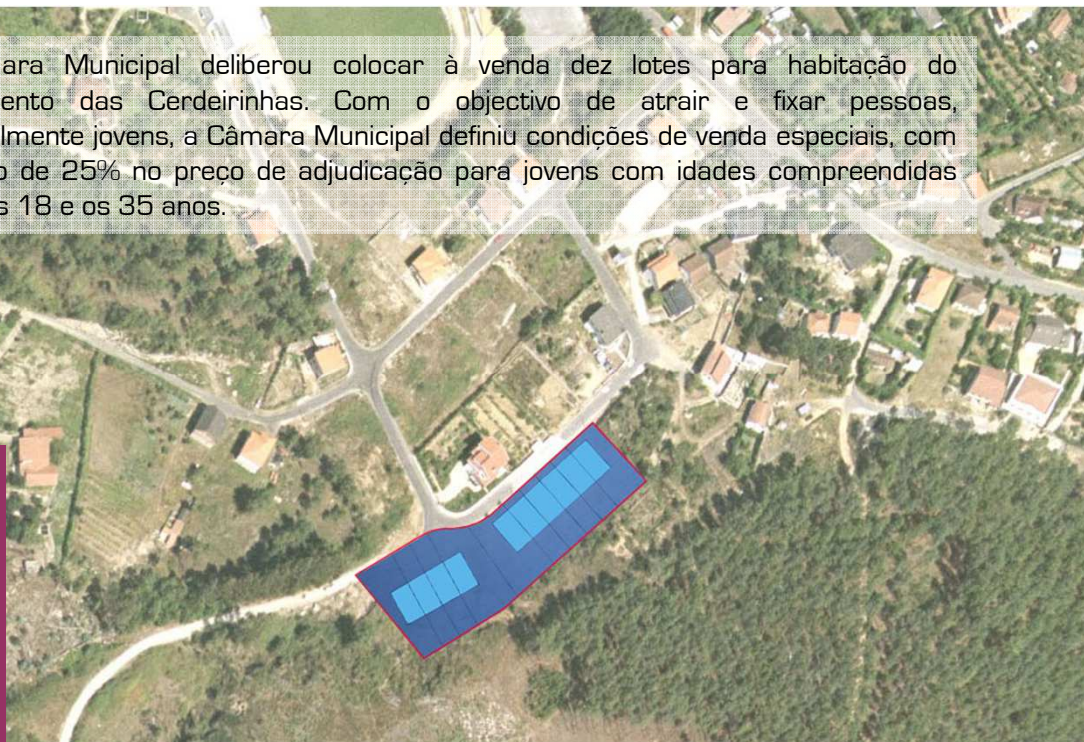 ara Municipal deliberou colocar à venda dez lotes para habitação do
ento das Cerdeirinhas. Com o objectivo de atrair e fixar pessoas,
lmente jovens, a Câmara Municipal definiu condições de venda especiais, com
o de 25% no preço de adjudicação para jovens com idades compreendidas
s 18 e os 35 anos.